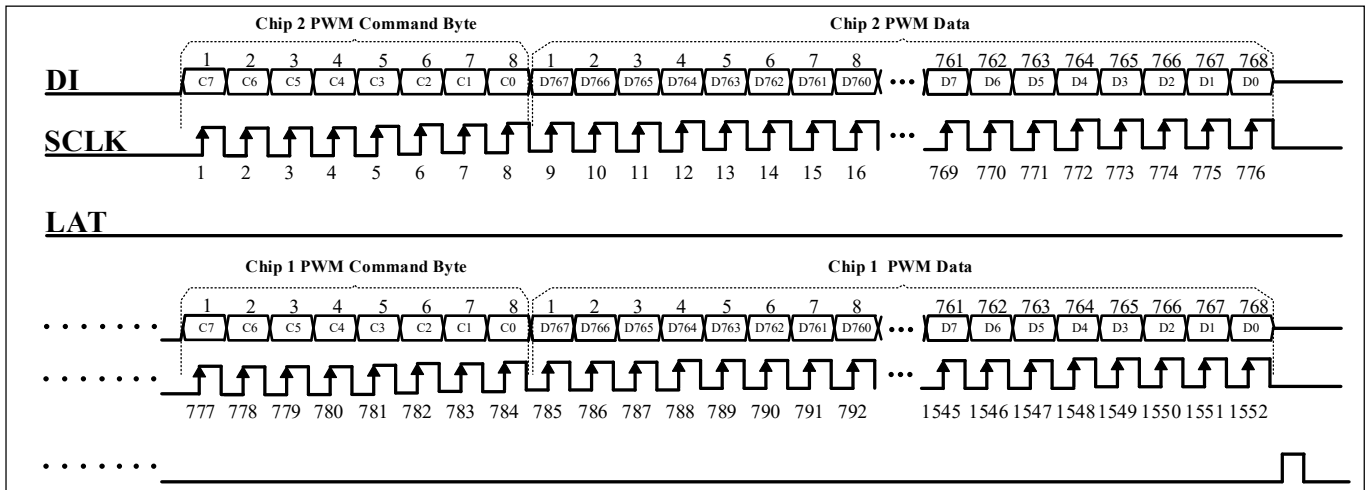 Chip 2 PWM Command Byte Chip 2 PWM Data
1 2 3 4 5 6 7 8 1 2 3 4 5 6 7 8 761 762 763 764 765 766 767 768
DI C7 C6 C5 C4 C3 C2 C1 C0 D767 D766 D765 D764 D763 D762 D761 D760 ... D7 D6 D5 D4 D3 D2 D1 D0
SCLK ...
1 2 3 4 5 6 7 8 9 10 11 12 13 14 15 16 769 770 771 772 773 774 775 776
LAT
Chip 1 PWM Command Byte Chip 1 PWM Data
1 2 3 4 5 6 7 8 1 2 3 4 5 6 7 8 761 762 763 764 765 766 767 768
C7 C6 C5 C4 C3 C2 C1 C0 D767 D766 D765 D764 D763 D762 D761 D760 ... D7 D6 D5 D4 D3 D2 D1 D0
777 778 779 780 781 782 783 784 785 786 787 788 789 790 791 792 1545 1546 1547 1548 1549 1550 1551 1552